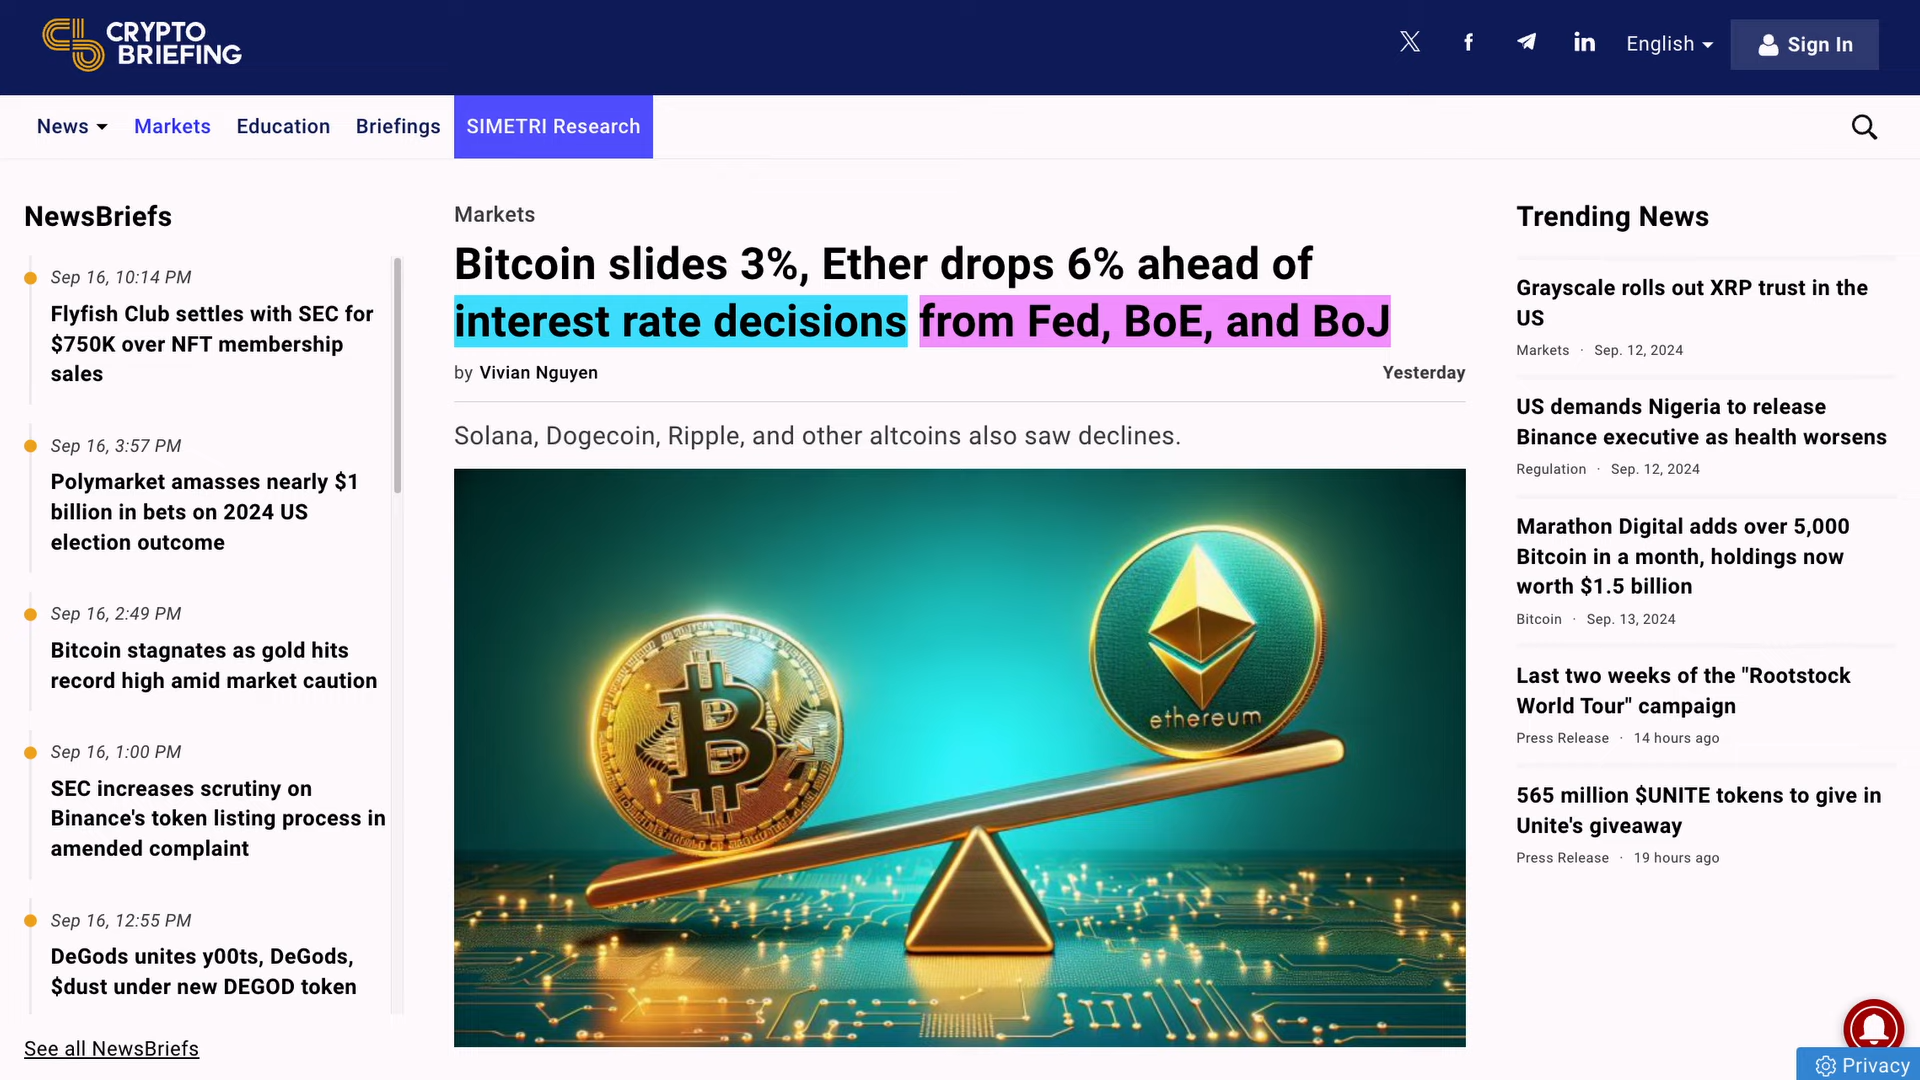 CRYPTO
BRIEFING
English
Sign In
News
Markets
Education
Briefings
SIMETRI Research
NewsBriefs
Sep 16, 10:14 PM
Flyfish Club settles with SEC for
$750K over NFT membership
sales
Sep 16, 3:57 PM
Polymarket amasses nearly $1
billion in bets on 2024 US
election outcome
Sep 16, 2:49 PM
Bitcoin stagnates as gold hits
record high amid market caution
Sep 16, 1:00 PM
SEC increases scrutiny on
Binance's token listing process in
amended complaint
Sep 16, 12:55 PM
DeGods unites y00ts, DeGods,
$dust under new DEGOD token
See all NewsBriefs
Markets
Bitcoin slides 3%, Ether drops 6% ahead of
interest rate decisions from Fed, BoE, and BoJ
by Vivian Nguyen
Yesterday
Solana, Dogecoin, Ripple, and other altcoins also saw declines.
ethereum
Trending News
Grayscale rolls out XRP trust in the
US
Markets · Sep. 12, 2024
US demands Nigeria to release
Binance executive as health worsens
Regulation · Sep. 12, 2024
Marathon Digital adds over 5,000
Bitcoin in a month, holdings now
worth $1.5 billion
Bitcoin · Sep. 13, 2024
Last two weeks of the "Rootstock
World Tour" campaign
Press Release · 14 hours ago
565 million $UNITE tokens to give in
Unite's giveaway
Press Release · 19 hours ago
Privacy